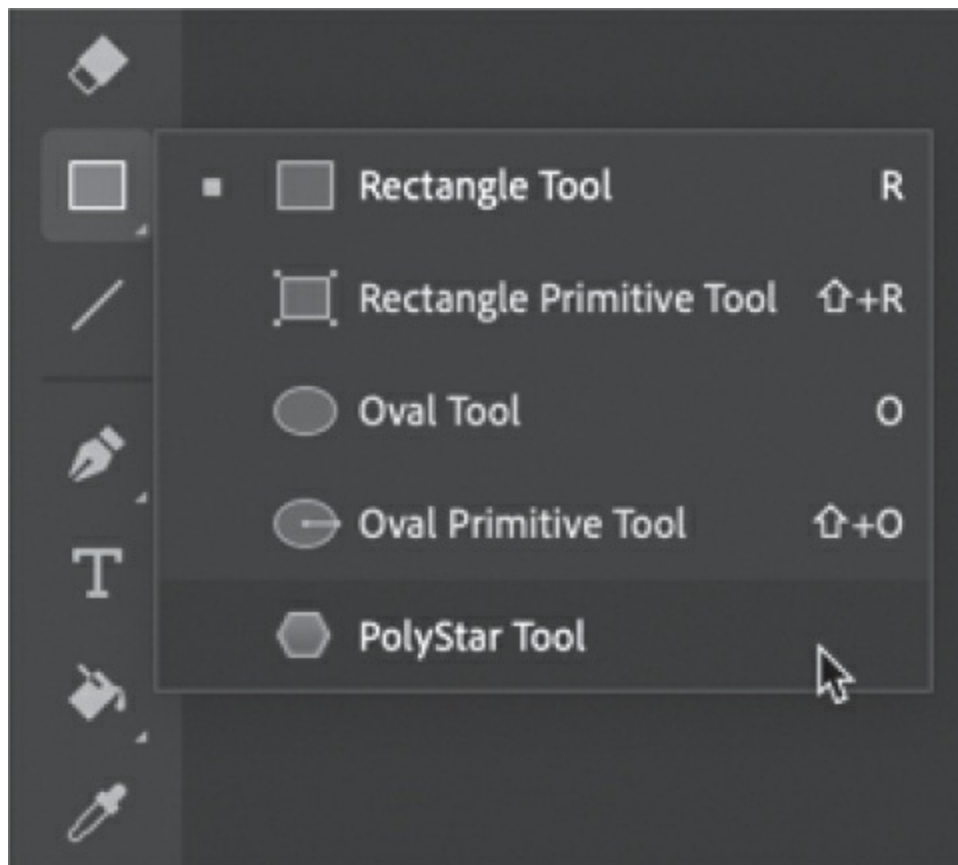 Rectangle Tool R
Rectangle Primitive Tool ⇧+R
Oval Tool O
Oval Primitive Tool ⇧+O
PolyStar Tool